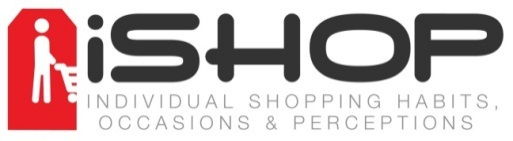 iSHOP
INDIVIDUAL SHOPPING HABITS,
OCCASIONS & PERCEPTIONS